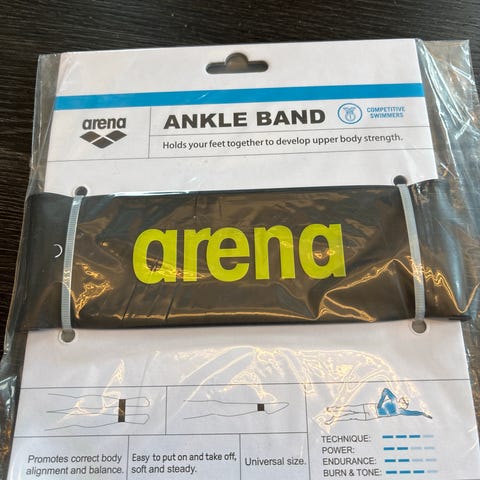 arena
ANKLE BAND
COMPETITIVE
SWIMMERS
Holds your feet together to develop upper body strength.
arena
Promotes correct body
alignment and balance.
Easy to put on and take off,
soft and steady.
Universal size.
TECHNIQUE:
POWER:
ENDURANCE:
BURN & TONE: